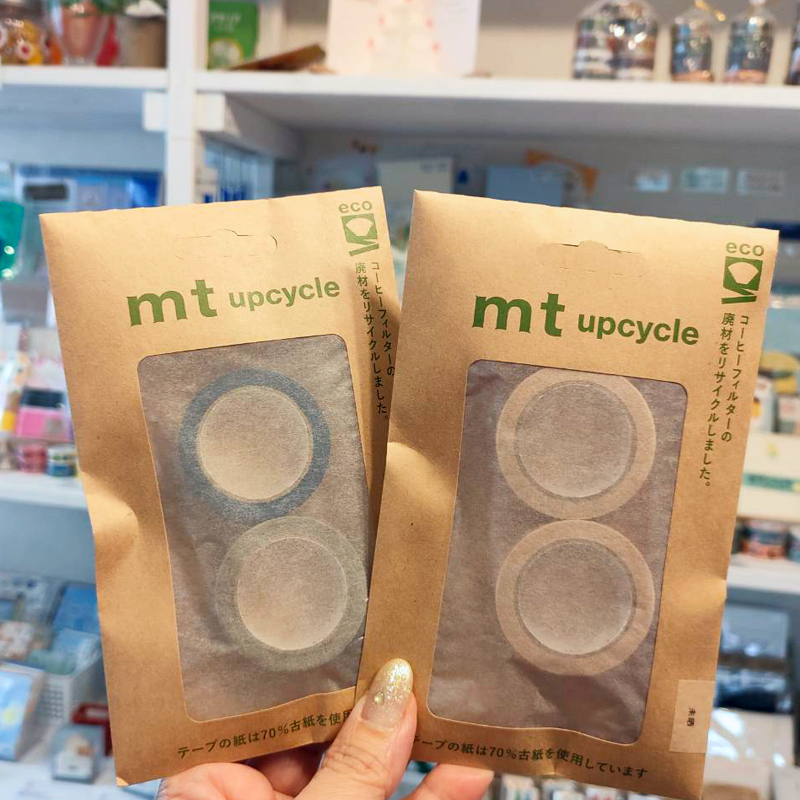 eco
mt upcycle
コーヒーフィルターの
廃材をリサイクルしました。
テープの紙は70%古紙を使用
eco
mt upcycle
コーヒーフィルターの
廃材をリサイクルしました。
未晒
テープの紙は70%古紙を使用しています